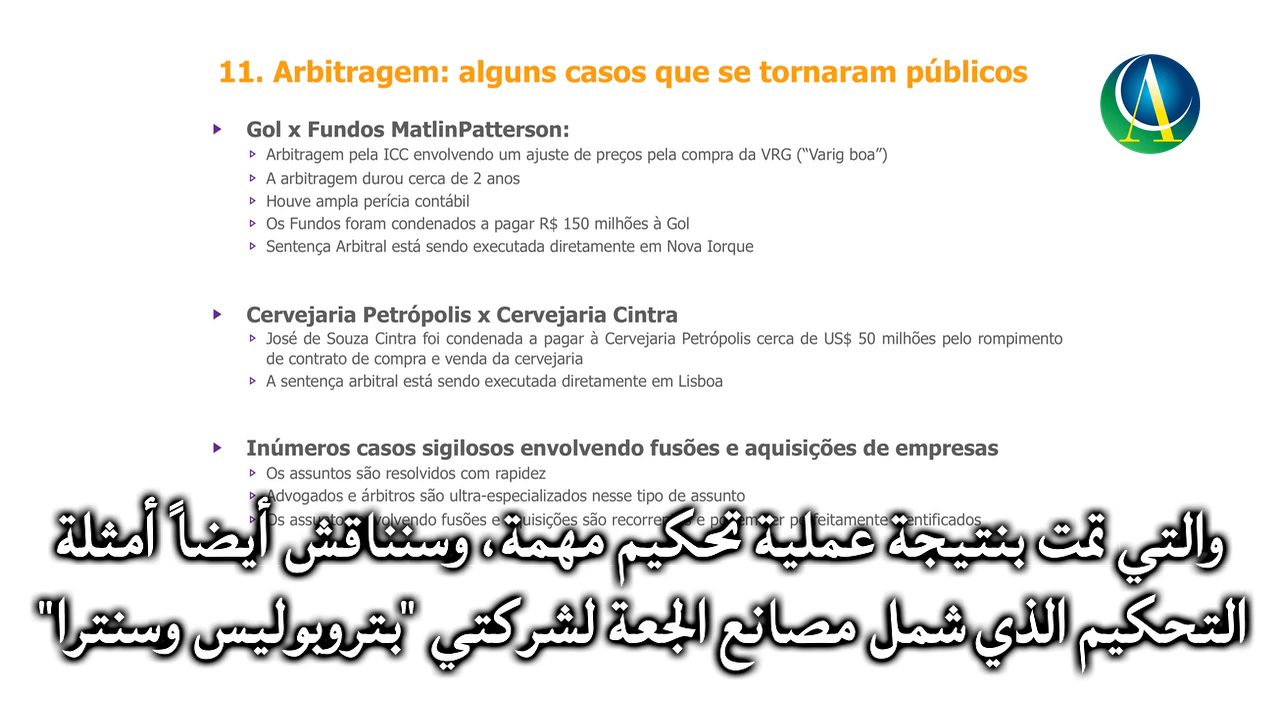 11. Arbitragem: alguns casos que se tornaram públicos
Gol x Fundos MatlinPatterson:
Arbitragem pela ICC envolvendo um ajuste de preços pela compra da VRG (“Varig boa”)
A arbitragem durou cerca de 2 anos
Houve ampla perícia contábil
Os Fundos foram condenados a pagar R$ 150 milhões à Gol
Sentença Arbitral está sendo executada diretamente em Nova Iorque
Cervejaria Petrópolis x Cervejaria Cintra
José de Souza Cintra foi condenada a pagar à Cervejaria Petrópolis cerca de US$ 50 milhões pelo rompimento
de contrato de compra e venda da cervejaria
A sentença arbitral está sendo executada diretamente em Lisboa
Inúmeros casos sigilosos envolvendo fusões e aquisições de empresas
Os assuntos são resolvidos com rapidez
Advogados e árbitros são ultra-especializados nesse tipo de assunto
Os envolvendo fusões e aquisições são
والتي تمت بنتيجة عملية تحكيم مهمة، وسنناقش أيضاً أمثلة
التحكيم الذي شمل مصانع الجعة لشركتي "بتروبوليس وسنترا"